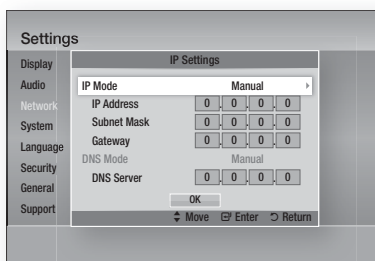 Settings
Display
Audio
Network
System
Language
Security
General
Support
IP Settings
IP Mode Manual
IP Address 0 . 0 . 0 . 0
Subnet Mask 0 . 0 . 0 . 0
Gateway 0 . 0 . 0 . 0
DNS Mode Manual
DNS Server 0 . 0 . 0 . 0
OK
Move Enter Return